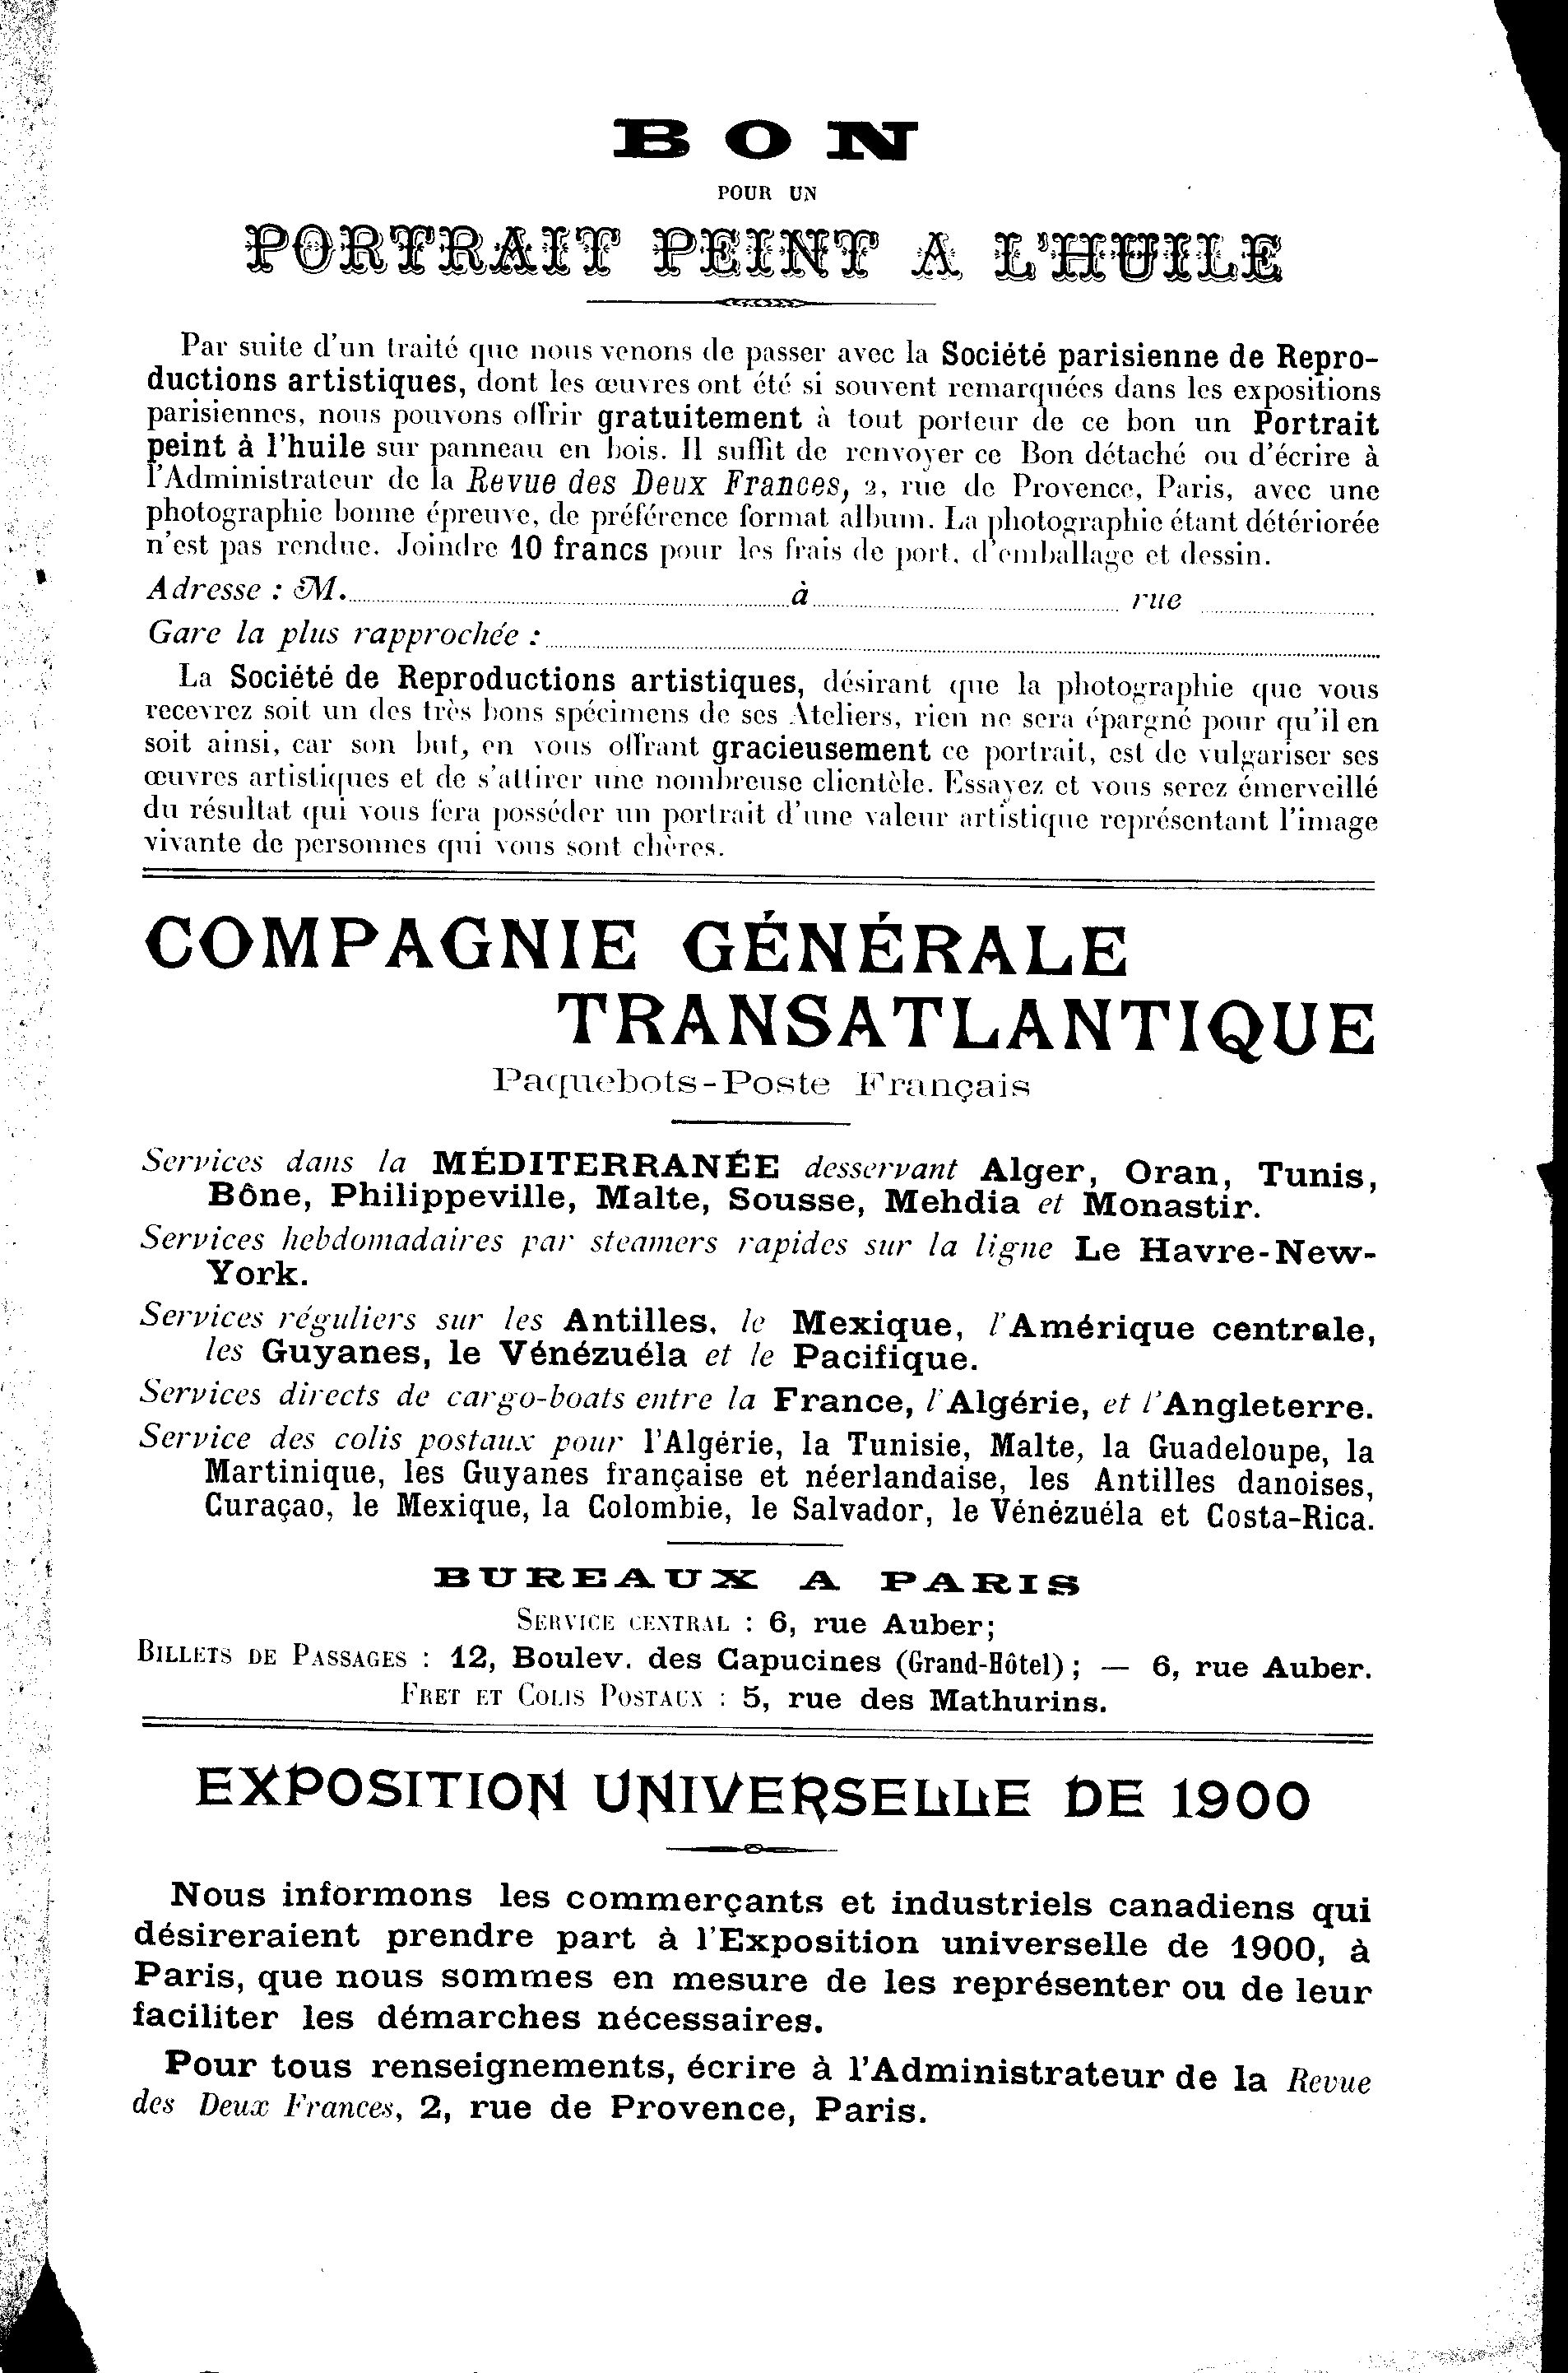 BON
POUR UN
PORTRAIT PEINT A L'HUILE
Par suite d'un traité que nous venons de passer avec la Société parisienne de Repro-
ductions artistiques, dont les œuvres ont été si souvent remarquées dans les expositions
parisiennes, nous pouvons offrir gratuitement à tout porteur de ce bon un Portrait
peint à l'huile sur panneau en bois. Il suffit de renvoyer ce Bon détaché ou d'écrire à
l'Administrateur de la Revue des Deux Frances, 2, rue de Provence, Paris, avec une
photographie bonne épreuve, de préférence format album. La photographie étant détériorée
n'est pas rendue. Joindre 10 francs pour les frais de port, d'emballage et dessin.
Adresse : M. à rue
Gare la plus rapprochée :
La Société de Reproductions artistiques, désirant que la photographie que vous
recevrez soit un des très bons spécimens de ses Ateliers, rien ne sera épargné pour qu'il en
soit ainsi, car son but, en vous offrant gracieusement ce portrait, est de vulgariser ses
œuvres artistiques et de s'attirer une nombreuse clientèle. Essayez et vous serez émerveillé
du résultat qui vous fera posséder un portrait d'une valeur artistique représentant l'image
vivante de personnes qui vous sont chères.
COMPAGNIE GÉNÉRALE
TRANSATLANTIQUE
Paquebots-Poste Français
Services dans la MÉDITERRANÉE desservant Alger, Oran, Tunis,
Bône, Philippeville, Malte, Sousse, Mehdia et Monastir.
Services hebdomadaires par steamers rapides sur la ligne Le Havre-New-
York.
Services réguliers sur les Antilles, le Mexique, l'Amérique centrale,
les Guyanes, le Vénézuéla et le Pacifique.
Services directs de cargo-boats entre la France, l'Algérie, et l'Angleterre.
Service des colis postaux pour l'Algérie, la Tunisie, Malte, la Guadeloupe, la
Martinique, les Guyanes française et néerlandaise, les Antilles danoises,
Curaçao, le Mexique, la Colombie, le Salvador, le Vénézuéla et Costa-Rica.
BUREAUX A PARIS
SERVICE CENTRAL : 6, rue Auber;
BILLETS DE PASSAGES : 12, Boulev. des Capucines (Grand-Hôtel) ; — 6, rue Auber.
FRET ET COLIS POSTAUX : 5, rue des Mathurins.
EXPOSITION UNIVERSELLE DE 1900
Nous informons les commerçants et industriels canadiens qui
désireraient prendre part à l'Exposition universelle de 1900, à
Paris, que nous sommes en mesure de les représenter ou de leur
faciliter les démarches nécessaires.
Pour tous renseignements, écrire à l'Administrateur de la Revue
des Deux Frances, 2, rue de Provence, Paris.